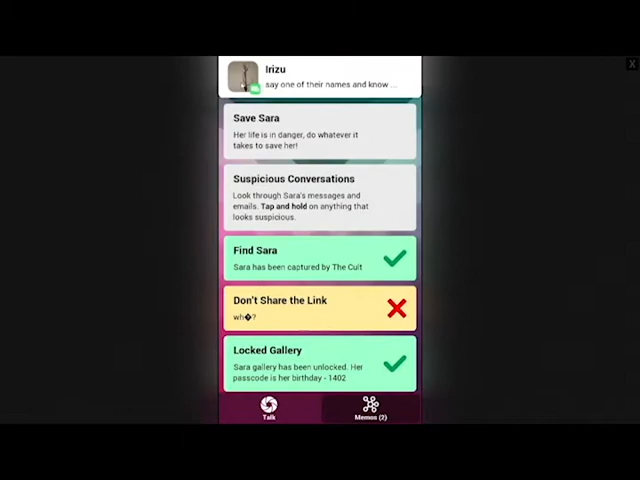 X
Irizu
say one of their names and know ...
Save Sara
Her life is in danger, do whatever it
takes to save her!
Suspicious Conversations
Look through Sara's messages and
emails. Tap and hold on anything that
looks suspicious.
Find Sara
Sara has been captured by The Cult
Don't Share the Link
wh�?
Locked Gallery
Sara gallery has been unlocked. Her
passcode is her birthday - 1402
Talk
Memos (2)